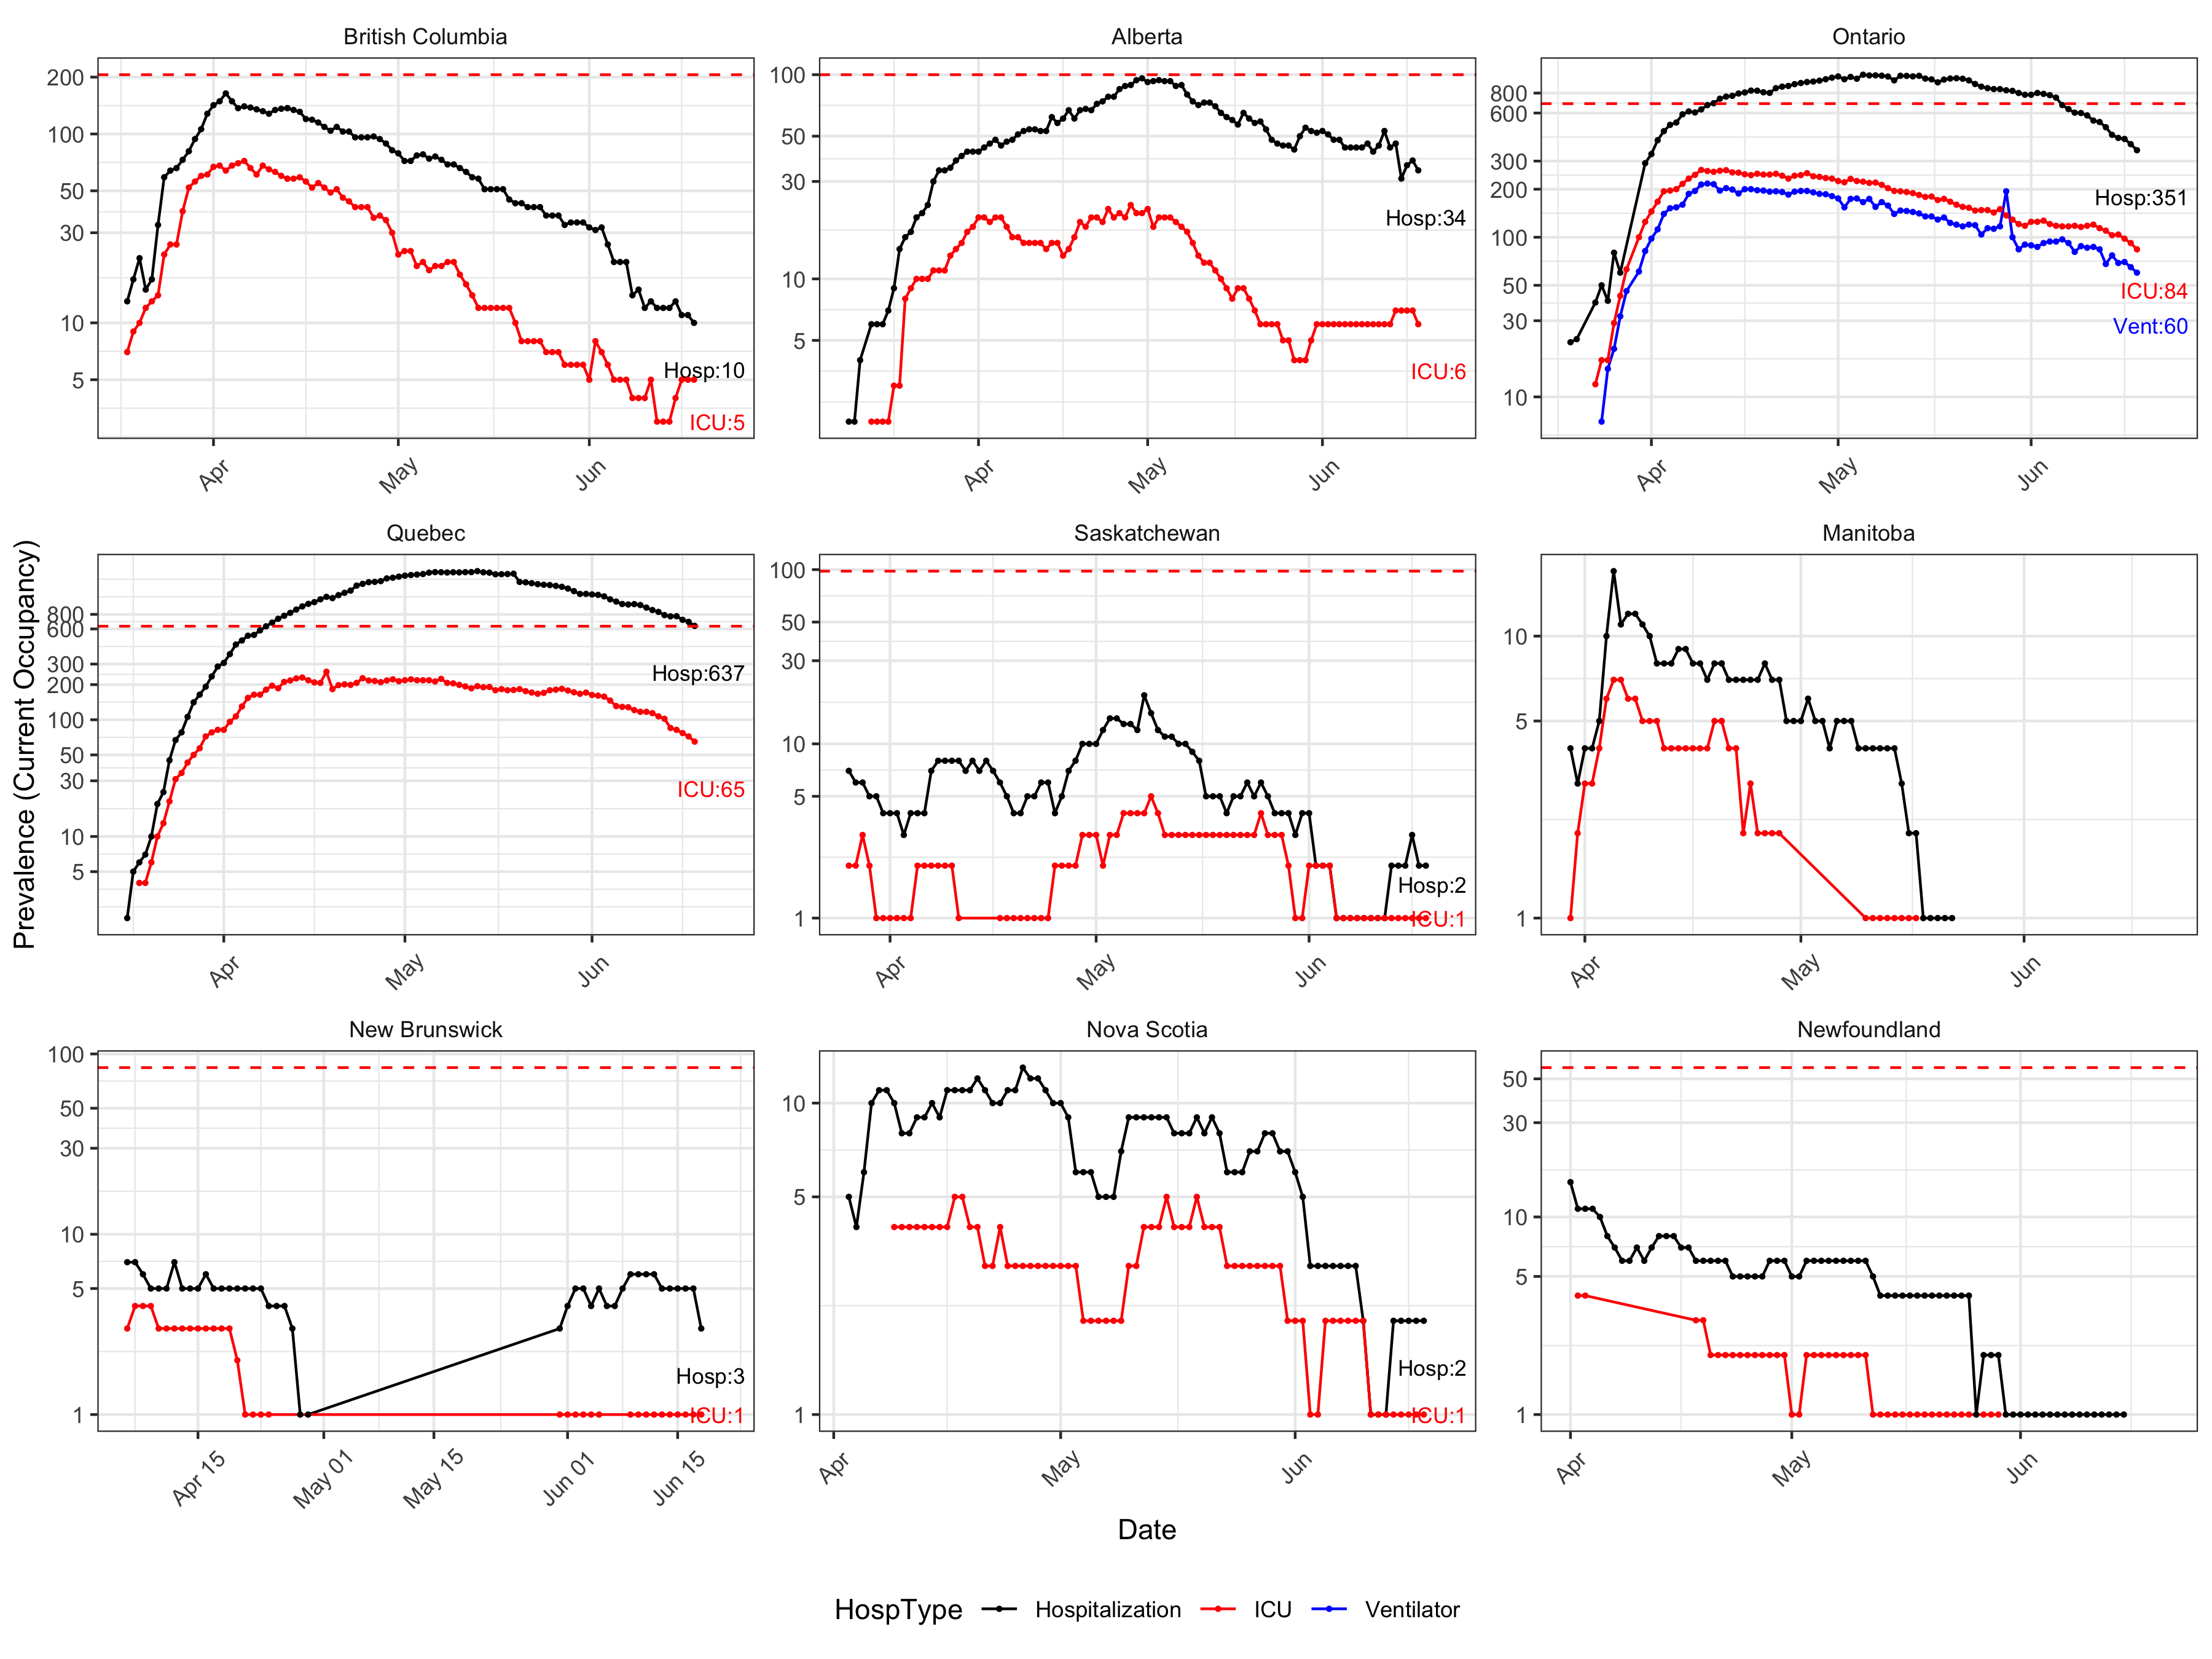 British Columbia
Alberta
Ontario
200
100
50
30
10
5
Hosp:10
ICU:5
Apr
May
Jun
100
50
30
10
5
Hosp:34
ICU:6
Apr
May
Jun
800
600
300
200
100
50
30
10
Hosp:351
ICU:84
Vent:60
Apr
May
Jun
Prevalence (Current Occupancy)
Quebec
Saskatchewan
Manitoba
800
600
300
200
100
50
30
10
5
Hosp:637
ICU:65
Apr
May
Jun
100
50
30
10
5
1
Hosp:2
ICU:1
Apr
May
Jun
10
5
1
Apr
May
Jun
New Brunswick
Nova Scotia
Newfoundland
100
50
30
10
5
1
Hosp:3
ICU:1
Apr 15
May 01
May 15
Jun 01
Jun 15
10
5
1
Hosp:2
ICU:1
Apr
May
Jun
50
30
10
5
1
Apr
May
Jun
Date
HospType Hospitalization ICU Ventilator